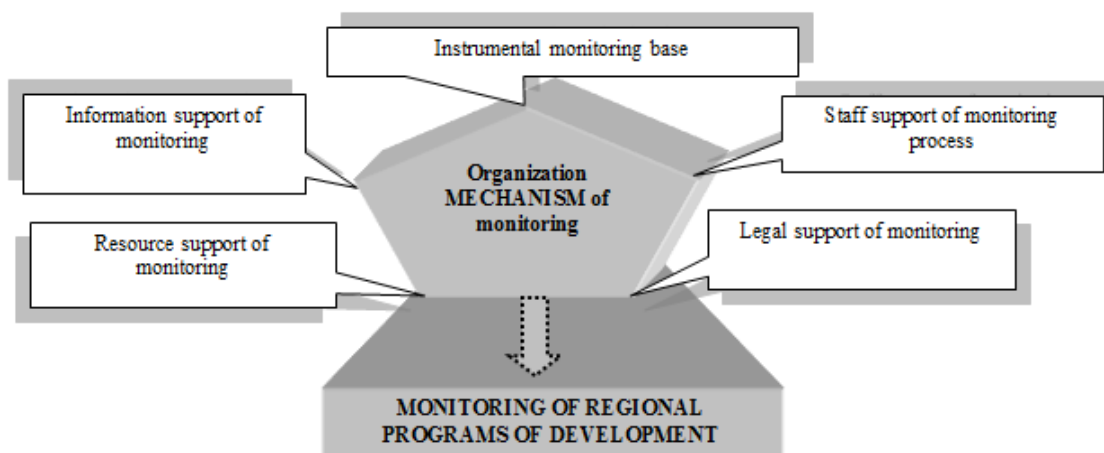 Instrumental monitoring base
Information support of
monitoring
Staff support of monitoring
process
Organization
MECHANISM of
monitoring
Resource support of
monitoring
Legal support of monitoring
MONITORING OF REGIONAL
PROGRAMS OF DEVELOPMENT